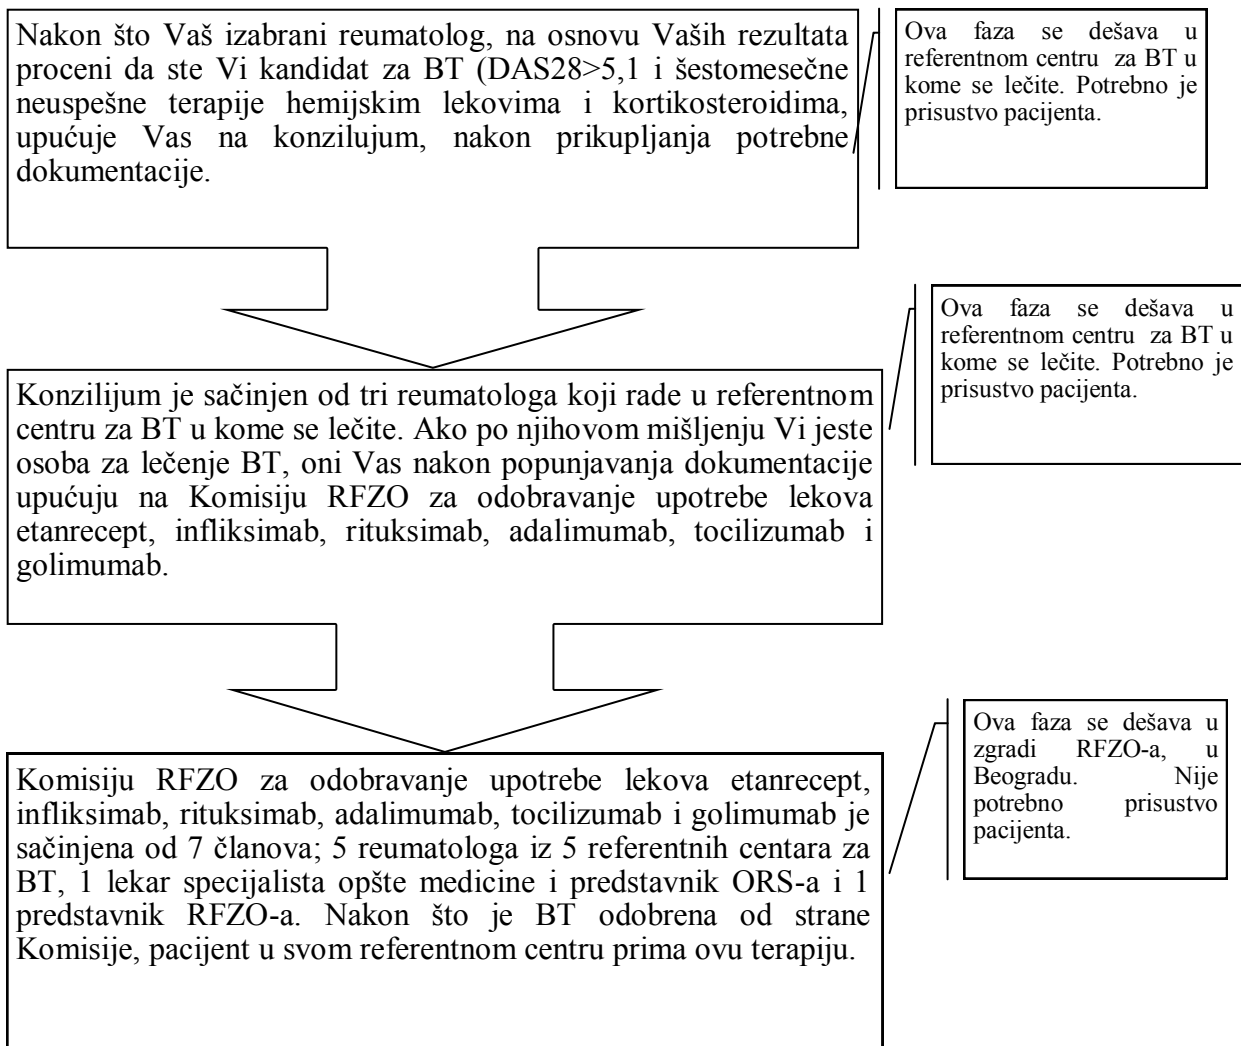 Nakon što Vaš izabrani reumatolog, na osnovu Vaših rezultata
proceni da ste Vi kandidat za BT (DAS28>5,1 i šestomesečne
neuspešne terapije hemijskim lekovima i kortikosteroidima,
upućuje Vas na konzilujum, nakon prikupljanja potrebne
dokumentacije.
Ova faza se dešava u
referentnom centru za BT u
kome se lečite. Potrebno je
prisustvo pacijenta.
Konzilijum je sačinjen od tri reumatologa koji rade u referentnom
centru za BT u kome se lečite. Ako po njihovom mišljenju Vi jeste
osoba za lečenje BT, oni Vas nakon popunjavanja dokumentacije
upućuju na Komisiju RFZO za odobravanje upotrebe lekova
etanrecept, infliksimab, rituksimab, adalimumab, tocilizumab i
golimumab.
Ova faza se dešava u
referentnom centru za BT u
kome se lečite. Potrebno je
prisustvo pacijenta.
Komisiju RFZO za odobravanje upotrebe lekova etanrecept,
infliksimab, rituksimab, adalimumab, tocilizumab i golimumab je
sačinjena od 7 članova; 5 reumatologa iz 5 referentnih centara za
BT, 1 lekar specijalista opšte medicine i predstavnik ORS-a i 1
predstavnik RFZO-a. Nakon što je BT odobrena od strane
Komisije, pacijent u svom referentnom centru prima ovu terapiju.
Ova faza se dešava u
zgradi RFZO-a, u
Beogradu. Nije
potrebno prisustvo
pacijenta.